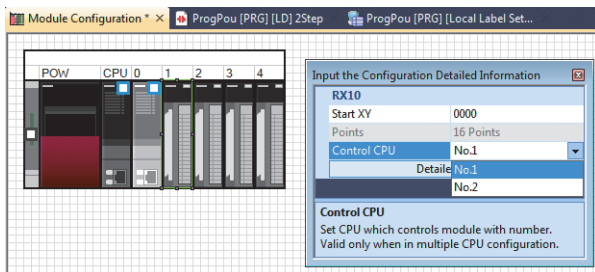 Module Configuration * ×
ProgPou [PRG] [LD] 2Step ×
ProgPou [PRG] [Local Label Set... ×
POW CPU 0 1 2 3 4
Input the Configuration Detailed Information
RX10
Start XY 0000
Points 16 Points
Control CPU No.1
Detaile No.1
No.2
Control CPU
Set CPU which controls module with number.
Valid only when in multiple CPU configuration.